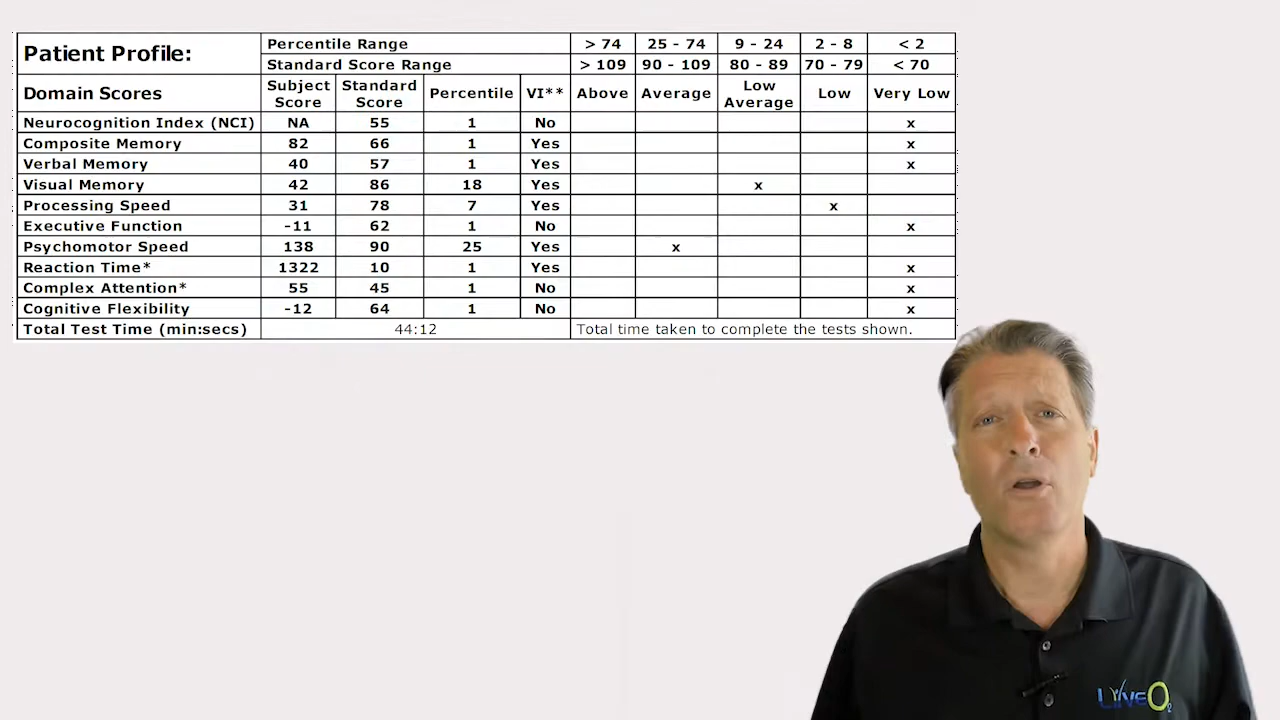 Patient Profile: Percentile Range > 74 25 - 74 9 - 24 2 - 8 < 2
Standard Score Range > 109 90 - 109 80 - 89 70 - 79 < 70
Domain Scores Subject Score Standard Score Percentile VI** Above Average Low Average Low Very Low
Neurocognition Index (NCI) NA 55 1 No x
Composite Memory 82 66 1 Yes x
Verbal Memory 40 57 1 Yes x
Visual Memory 42 86 18 Yes x
Processing Speed 31 78 7 Yes x
Executive Function -11 62 1 No x
Psychomotor Speed 138 90 25 Yes x
Reaction Time* 1322 10 1 Yes x
Complex Attention* 55 45 1 No x
Cognitive Flexibility -12 64 1 No x
Total Test Time (min:secs) 44:12 Total time taken to complete the tests shown.
LiveO2